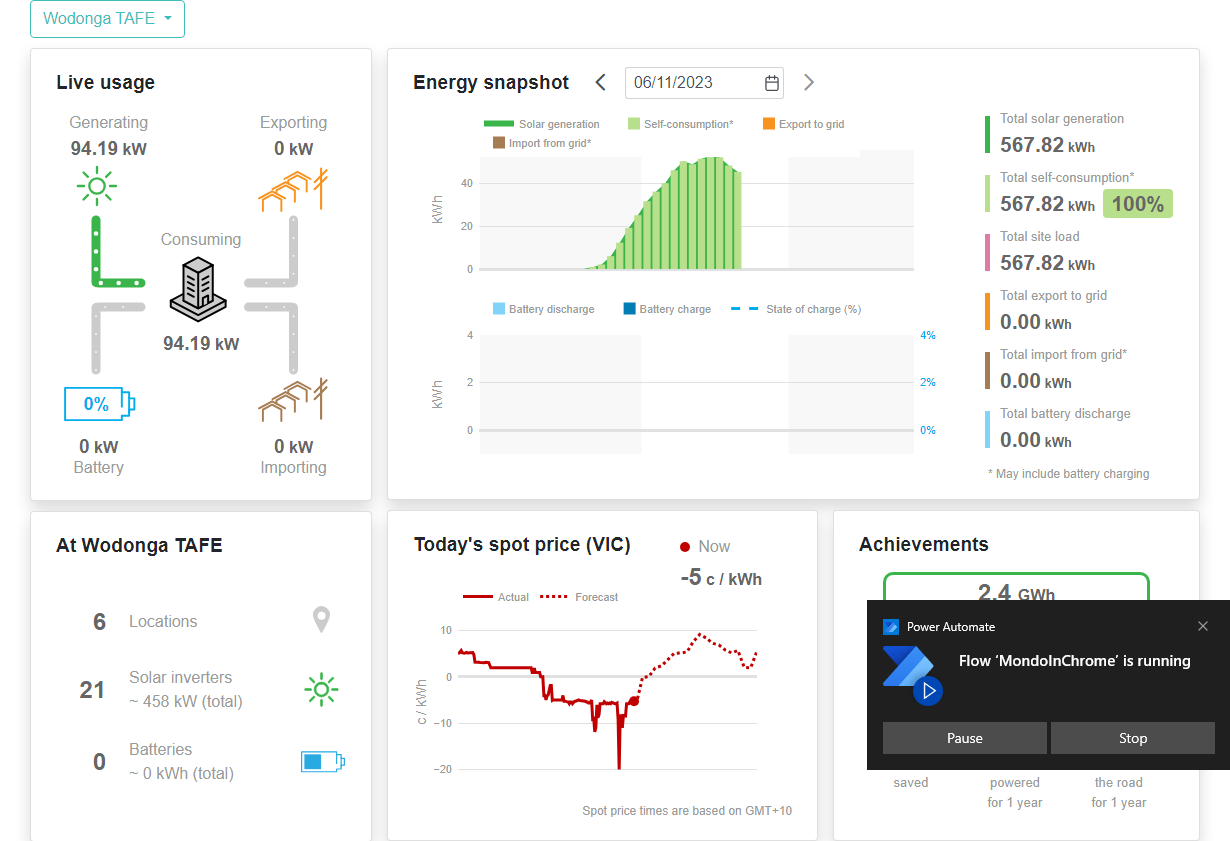 Wodonga TAFE
Live usage
Generating
94.19 kW
Exporting
0 kW
Consuming
94.19 kW
0%
0 kW
Battery
0 kW
Importing
Energy snapshot
06/11/2023
Solar generation
Self-consumption*
Export to grid
Import from grid*
kWh
40
20
0
Battery discharge
Battery charge
State of charge (%)
kWh
4
2
0
4%
2%
0%
Total solar generation
567.82 kWh
Total self-consumption*
567.82 kWh 100%
Total site load
567.82 kWh
Total export to grid
0.00 kWh
Total import from grid*
0.00 kWh
Total battery discharge
0.00 kWh
* May include battery charging
At Wodonga TAFE
6 Locations
21 Solar inverters
~ 458 kW (total)
0 Batteries
~ 0 kWh (total)
Today's spot price (VIC)
Now
-5 c / kWh
Actual
Forecast
c / kWh
10
0
−10
−20
Spot price times are based on GMT+10
Achievements
2.4 GWh
Power Automate
Flow ‘MondoInChrome’ is running
Pause
Stop
saved
powered
for 1 year
the road
for 1 year